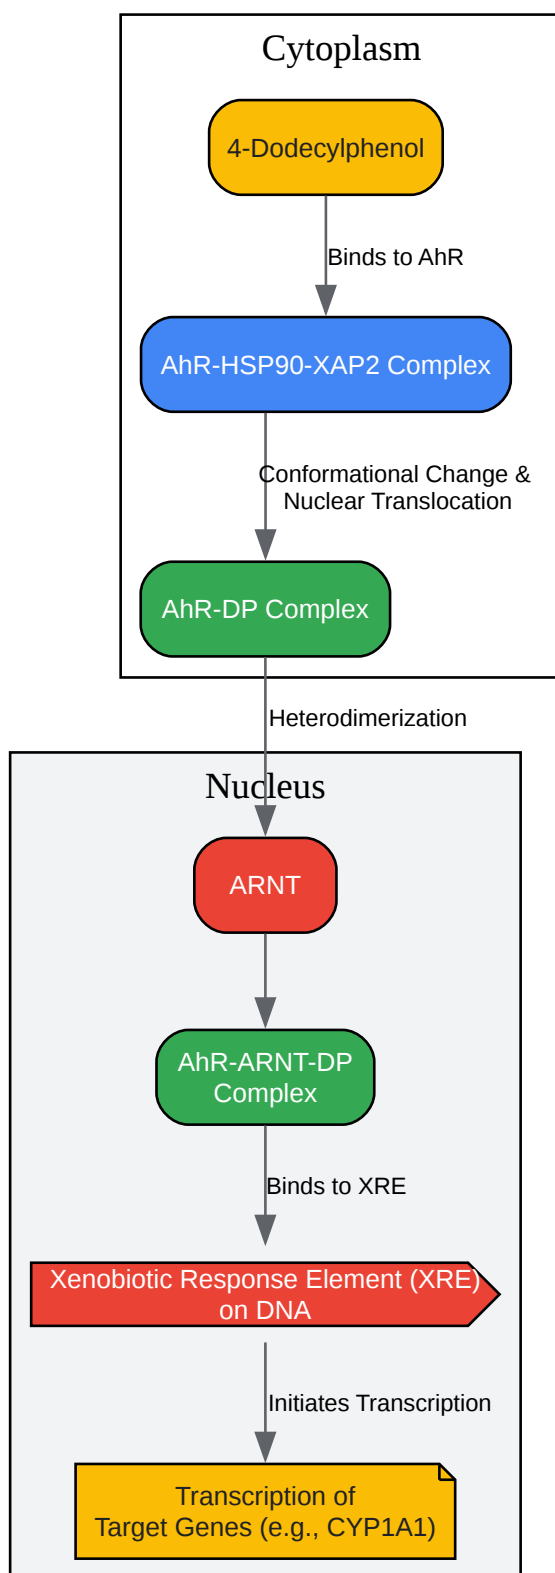 Cytoplasm
4-Dodecylphenol
Binds to AhR
AhR-HSP90-XAP2 Complex
Conformational Change &
Nuclear Translocation
AhR-DP Complex
Heterodimerization
Nucleus
ARNT
AhR-ARNT-DP
Complex
Binds to XRE
Xenobiotic Response Element (XRE)
on DNA
Initiates Transcription
Transcription of
Target Genes (e.g., CYP1A1)